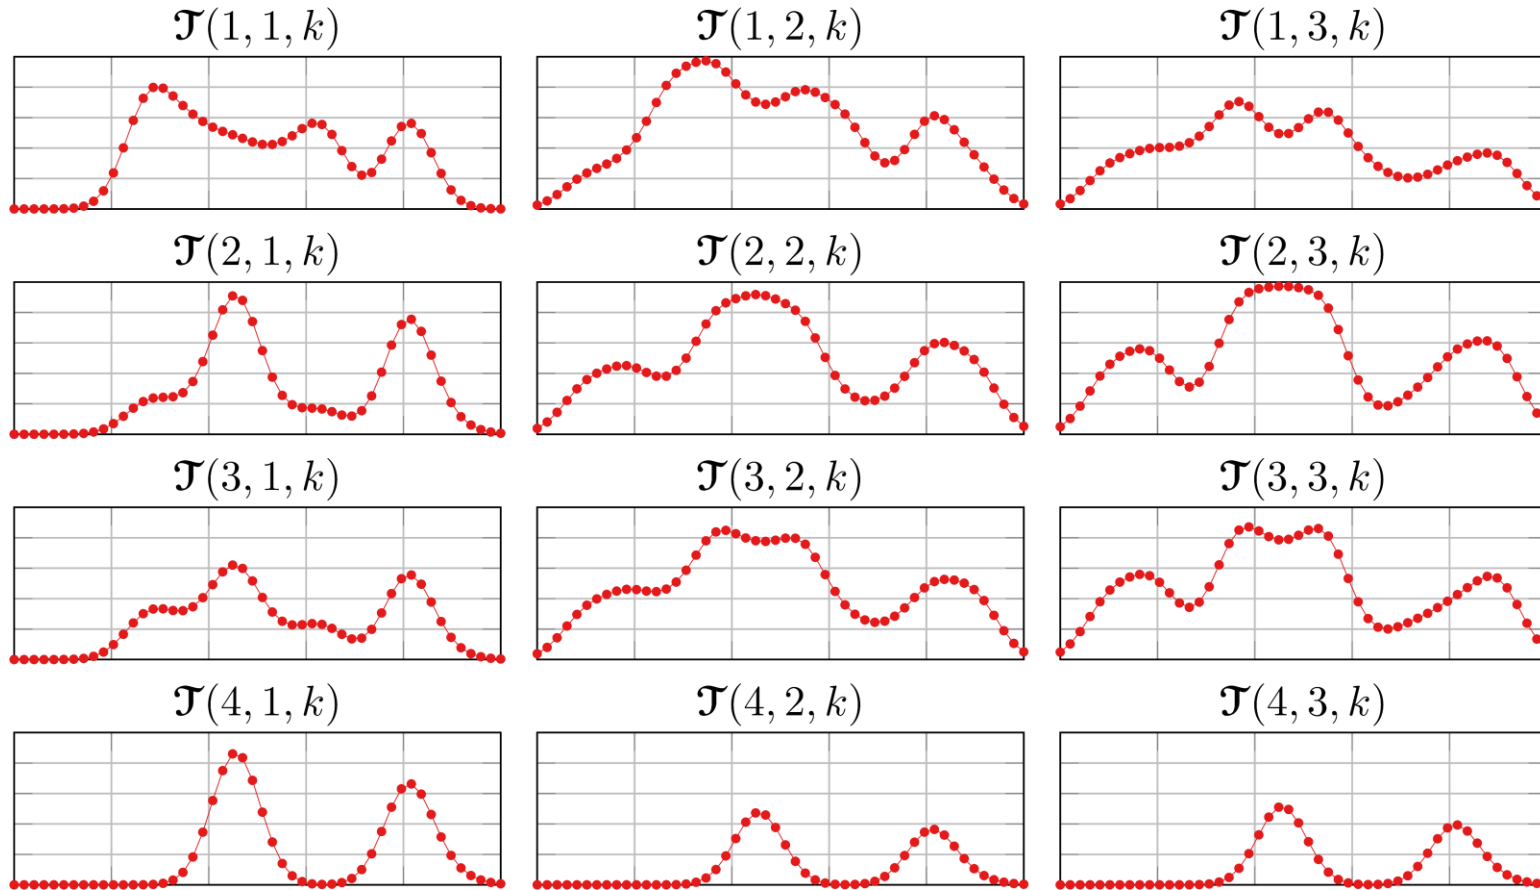 𝕿(1, 1, k) 𝕿(1, 2, k) 𝕿(1, 3, k)
𝕿(2, 1, k) 𝕿(2, 2, k) 𝕿(2, 3, k)
𝕿(3, 1, k) 𝕿(3, 2, k) 𝕿(3, 3, k)
𝕿(4, 1, k) 𝕿(4, 2, k) 𝕿(4, 3, k)